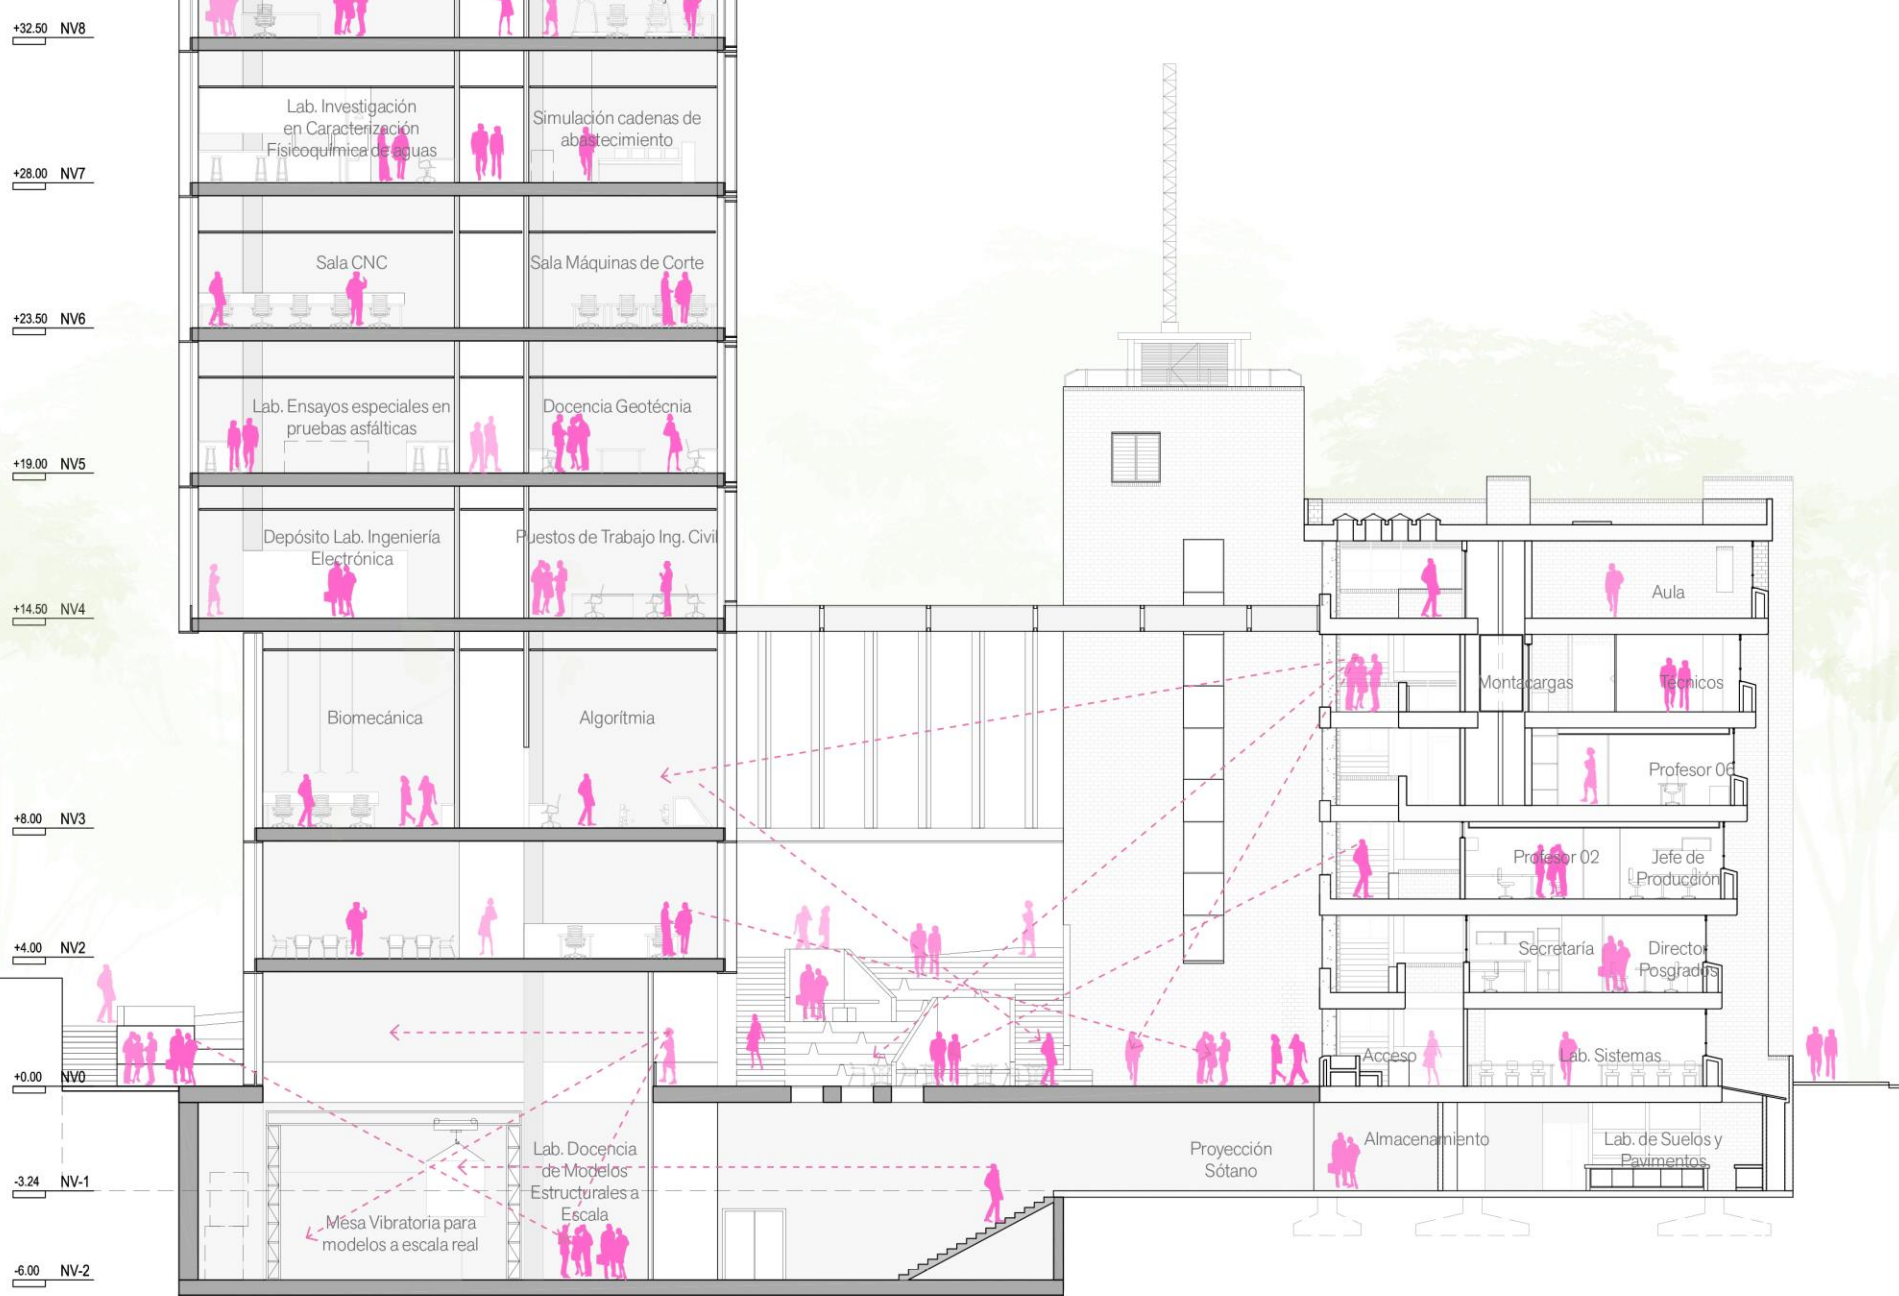 +32.50 NV8
Lab. Investigación
en Caracterización
Físicoquímica de aguas
Simulación cadenas de
abastecimiento
+28.00 NV7
Sala CNC
Sala Máquinas de Corte
+23.50 NV6
Lab. Ensayos especiales en
pruebas asfálticas
Docencia Geotécnia
+19.00 NV5
Depósito Lab. Ingeniería
Electrónica
Puestos de Trabajo Ing. Civil
Aula
+14.50 NV4
Montacargas
Técnicos
Biomecánica
Algorítmia
Profesor 06
+8.00 NV3
Profesor 02
Jefe de
Producción
+4.00 NV2
Secretaría
Director
Posgrados
Acceso
Lab. Sistemas
+0.00 NV0
Lab. Docencia
de Modelos
Estructurales a
Escala
Proyección
Sótano
Almacenamiento
Lab. de Suelos y
Pavimentos
-3.24 NV-1
Mesa Vibratoria para
modelos a escala real
-6.00 NV-2